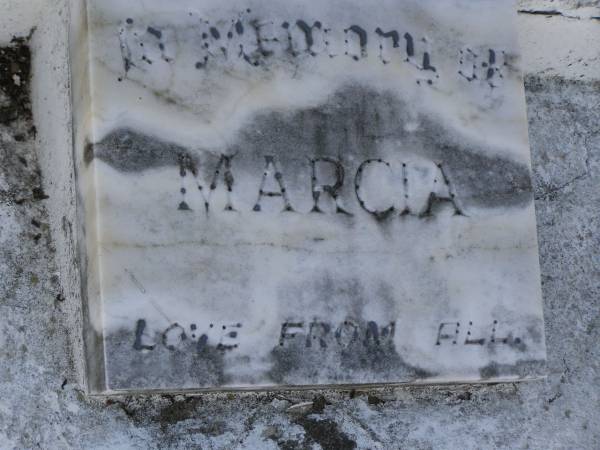 In Memory of
MARCIA
LOVE FROM ALL.